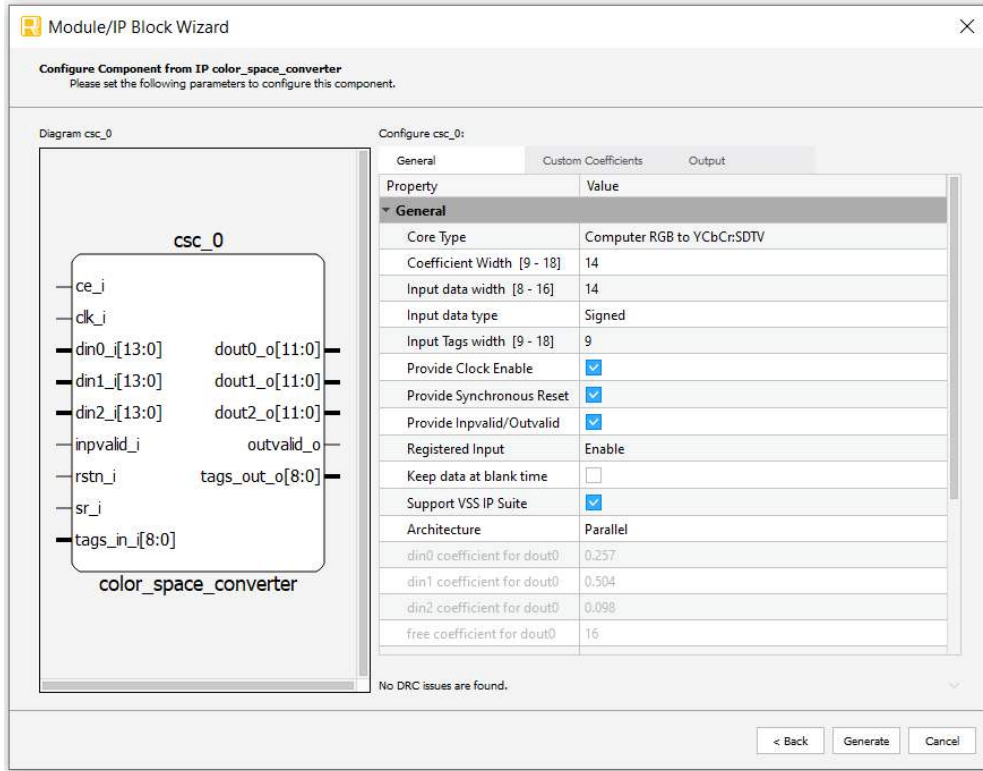 Module/IP Block Wizard
Configure Component from IP color_space_converter
Please set the following parameters to configure this component.
Diagram csc_0
csc_0
ce_i
clk_i
din0_i[13:0] dout0_o[11:0]
din1_i[13:0] dout1_o[11:0]
din2_i[13:0] dout2_o[11:0]
inpvalid_i outvalid_o
rstn_i tags_out_o[8:0]
sr_i
tags_in_i[8:0]
color_space_converter
Configure csc_0:
General Custom Coefficients Output
Property Value
General
Core Type Computer RGB to YCbCr:SDTV
Coefficient Width [9 - 18] 14
Input data width [8 - 16] 14
Input data type Signed
Input Tags width [9 - 18] 9
Provide Clock Enable
Provide Synchronous Reset
Provide Inpvalid/Outvalid
Registered Input Enable
Keep data at blank time
Support VSS IP Suite
Architecture Parallel
din0 coefficient for dout0 0.257
din1 coefficient for dout0 0.504
din2 coefficient for dout0 0.098
free coefficient for dout0 16
No DRC issues are found.
< Back Generate Cancel